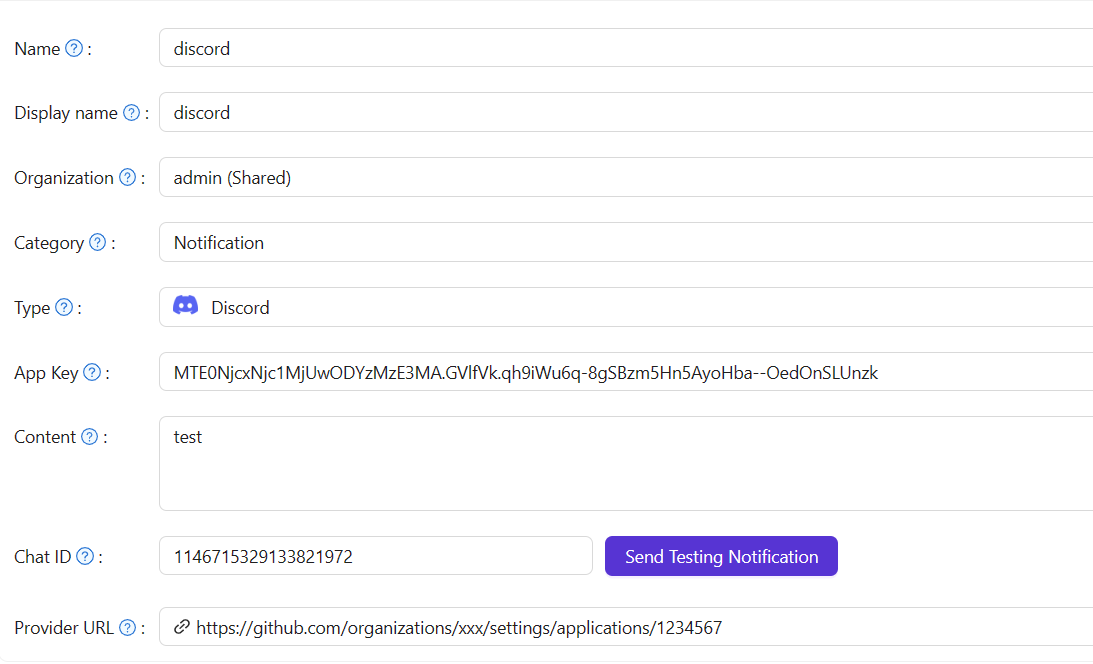 Name ? :
discord
Display name ? :
discord
Organization ? :
admin (Shared)
Category ? :
Notification
Type ? :
Discord
App Key ? :
MTE0NjcxNjc1MjUwODYzMzE3MA.GVlfVk.qh9iWu6q-8gSBzm5Hn5AyoHba--OedOnSLUnzk
Content ? :
test
Chat ID ? :
1146715329133821972
Send Testing Notification
Provider URL ? :
https://github.com/organizations/xxx/settings/applications/1234567